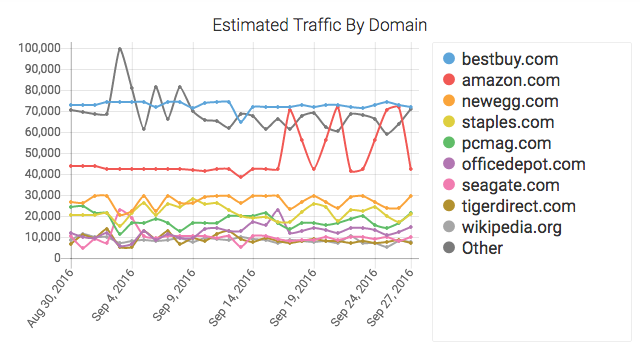 Estimated Traffic By Domain
100,000
90,000
80,000
70,000
60,000
50,000
40,000
30,000
20,000
10,000
0
Aug 30, 2016
Sep 4, 2016
Sep 9, 2016
Sep 14, 2016
Sep 19, 2016
Sep 24, 2016
Sep 27, 2016
bestbuy.com
amazon.com
newegg.com
staples.com
pcmag.com
officedepot.com
seagate.com
tigerdirect.com
wikipedia.org
Other